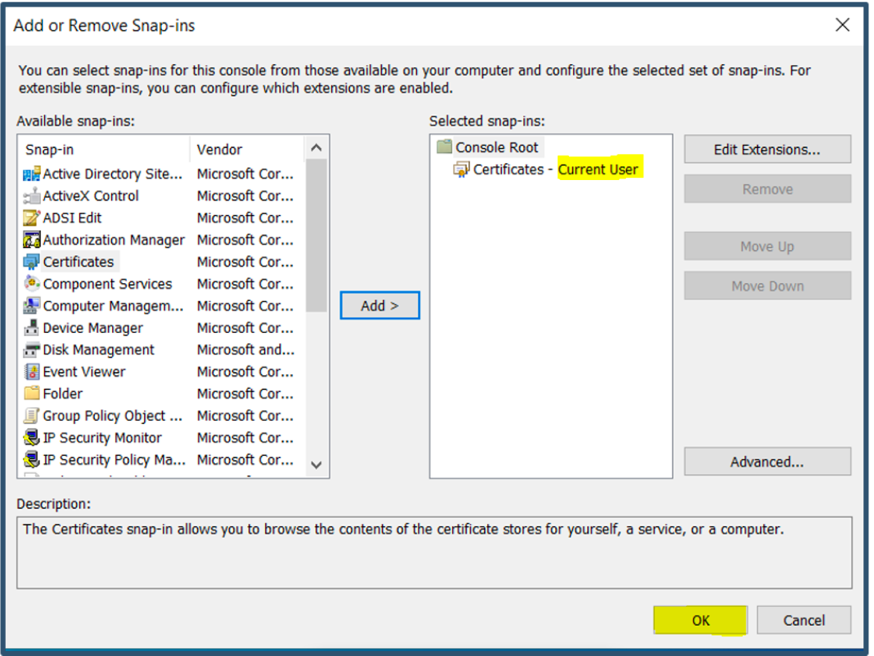 Add or Remove Snap-ins
You can select snap-ins for this console from those available on your computer and configure the selected set of snap-ins. For
extensible snap-ins, you can configure which extensions are enabled.
Available snap-ins:
Snap-in Vendor
Active Directory Site... Microsoft Cor...
ActiveX Control Microsoft Cor...
ADSI Edit Microsoft Cor...
Authorization Manager Microsoft Cor...
Certificates Microsoft Cor...
Component Services Microsoft Cor...
Computer Managem... Microsoft Cor...
Device Manager Microsoft Cor...
Disk Management Microsoft and...
Event Viewer Microsoft Cor...
Folder Microsoft Cor...
Group Policy Object ... Microsoft Cor...
IP Security Monitor Microsoft Cor...
IP Security Policy Ma... Microsoft Cor...
Add >
Selected snap-ins:
Console Root
Certificates - Current User
Edit Extensions...
Remove
Move Up
Move Down
Advanced...
Description:
The Certificates snap-in allows you to browse the contents of the certificate stores for yourself, a service, or a computer.
OK
Cancel